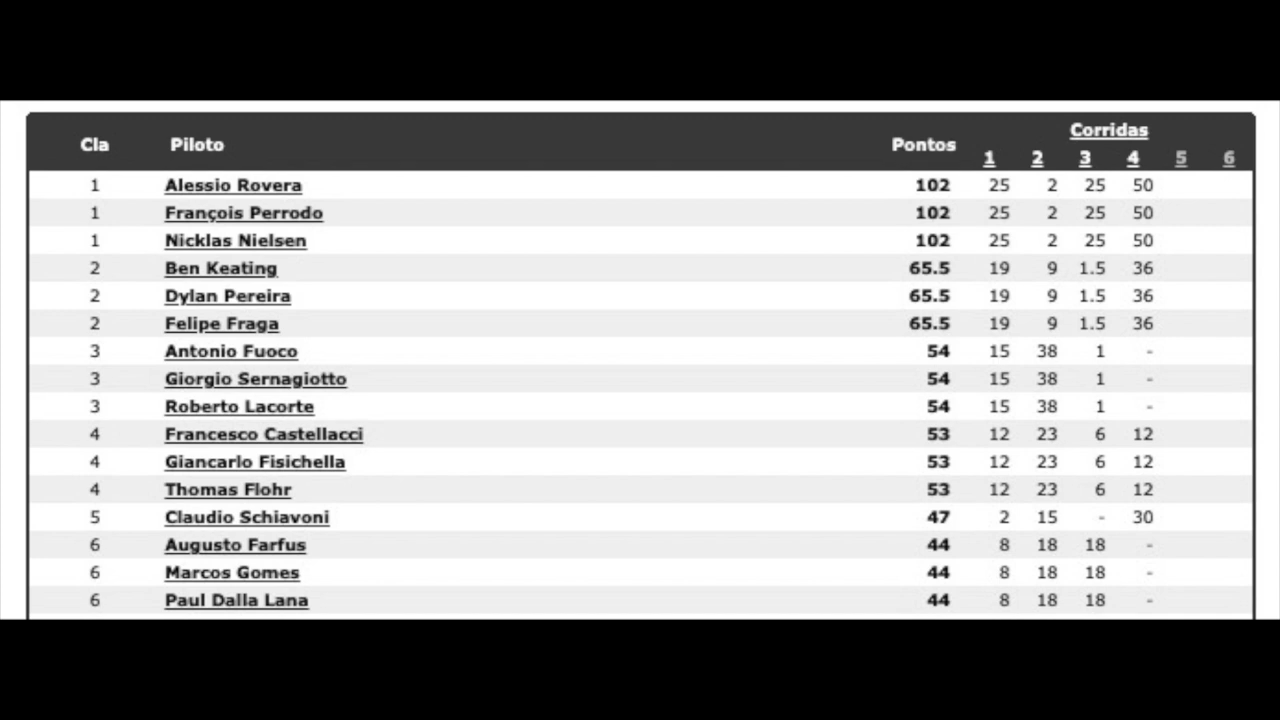 Corridas
Cla Piloto Pontos 1 2 3 4 5 6
1 Alessio Rovera 102 25 2 25 50
1 François Perrodo 102 25 2 25 50
1 Nicklas Nielsen 102 25 2 25 50
2 Ben Keating 65.5 19 9 1.5 36
2 Dylan Pereira 65.5 19 9 1.5 36
2 Felipe Fraga 65.5 19 9 1.5 36
3 Antonio Fuoco 54 15 38 1 -
3 Giorgio Sernagiotto 54 15 38 1 -
3 Roberto Lacorte 54 15 38 1 -
4 Francesco Castellacci 53 12 23 6 12
4 Giancarlo Fisichella 53 12 23 6 12
4 Thomas Flohr 53 12 23 6 12
5 Claudio Schiavoni 47 2 15 - 30
6 Augusto Farfus 44 8 18 18 -
6 Marcos Gomes 44 8 18 18 -
6 Paul Dalla Lana 44 8 18 18 -